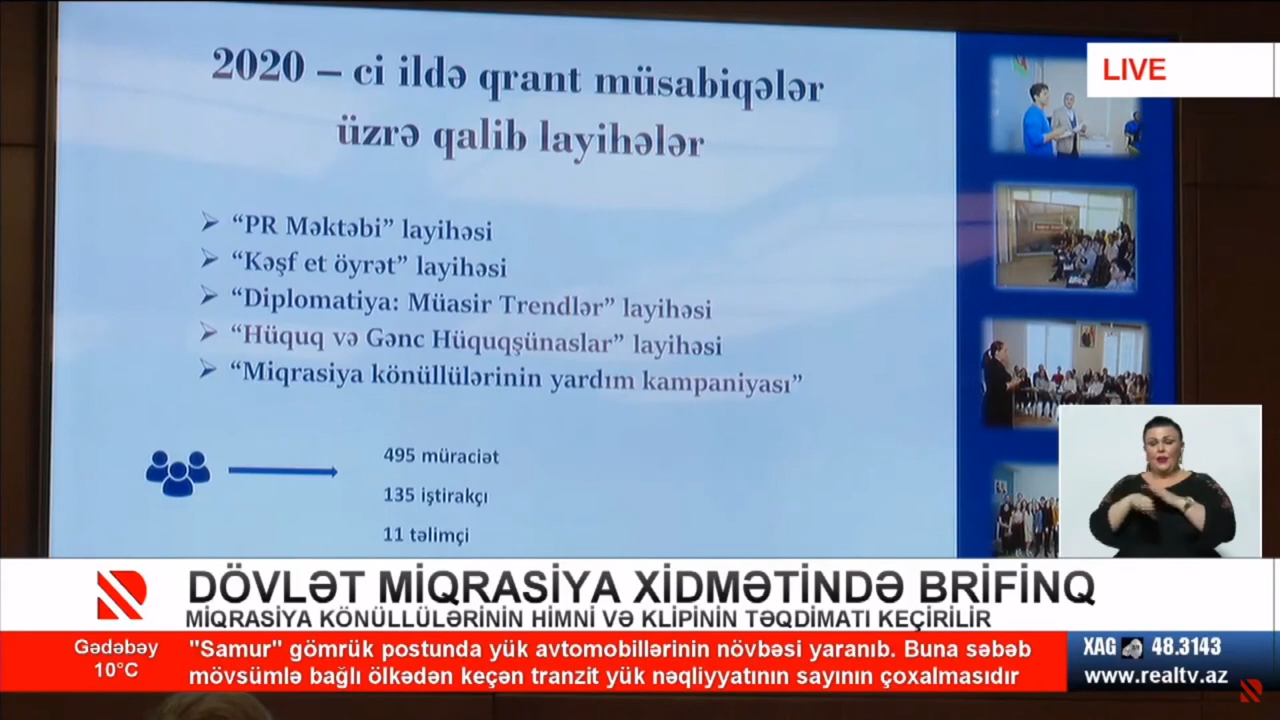 2020 – ci ildə qrant müsabiqələr
üzrə qalib layihələr
LIVE
“PR Məktəbi” layihəsi
“Kəşf et öyrət” layihəsi
“Diplomatiya: Müasir Trendlər” layihəsi
“Hüquq və Gənc Hüquqşünaslar” layihəsi
“Miqrasiya könüllülərinin yardım kampaniyası”
495 müraciət
135 iştirakçı
11 təlimçi
DÖVLƏT MİQRASİYA XİDMƏTİNDƏ BRİFİNQ
MİQRASİYA KÖNÜLLÜLƏRİNİN HİMNİ VƏ KLİPİNİN TƏQDİMATI KEÇİRİLİR
Gədəbəy
10°C
"Samur" gömrük postunda yük avtomobillərinin növbəsi yaranıb. Buna səbəb
mövsümlə bağlı ölkədən keçən tranzit yük nəqliyyatının sayının çoxalmasıdır
XAG 48.3143
www.realtv.az